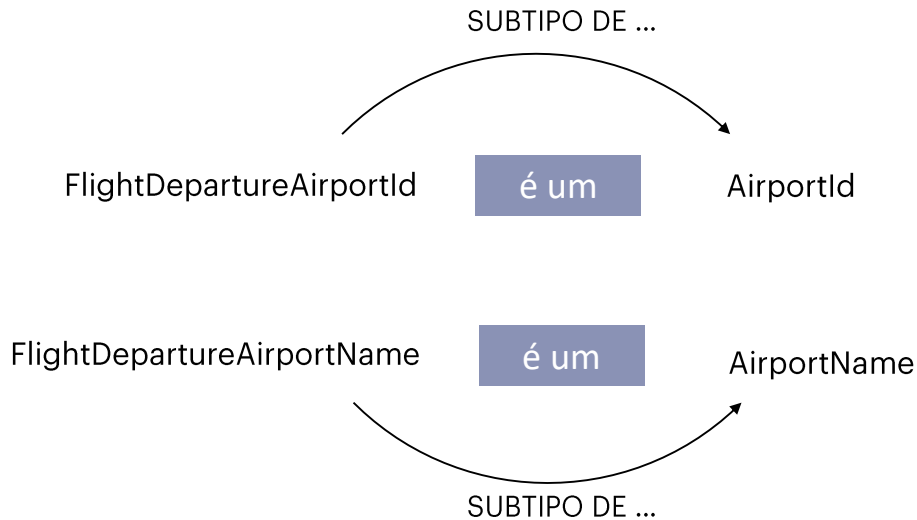 SUBTIPO DE ...
FlightDepartureAirportId é um AirportId
FlightDepartureAirportName é um AirportName
SUBTIPO DE ...